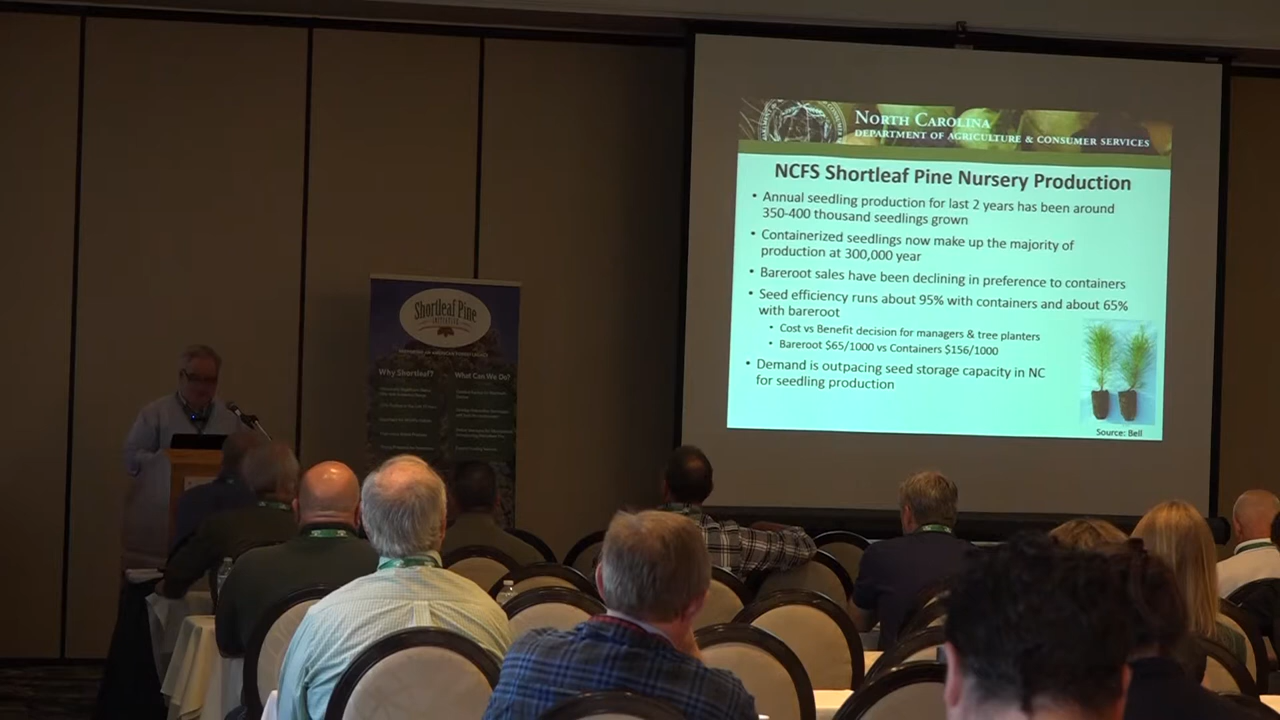 NORTH CAROLINA
DEPARTMENT OF AGRICULTURE & CONSUMER SERVICES
NCFS Shortleaf Pine Nursery Production
• Annual seedling production for last 2 years has been around
350-400 thousand seedlings grown
• Containerized seedlings now make up the majority of
production at 300,000 year
• Bareroot sales have been declining in preference to containers
• Seed efficiency runs about 95% with containers and about 65%
with bareroot
• Cost vs Benefit decision for managers & tree planters
• Bareroot $65/1000 vs Containers $156/1000
• Demand is outpacing seed storage capacity in NC
for seedling production
Source: Bell
Shortleaf Pine
INITIATIVE
Why Shortleaf?
What Can We Do?